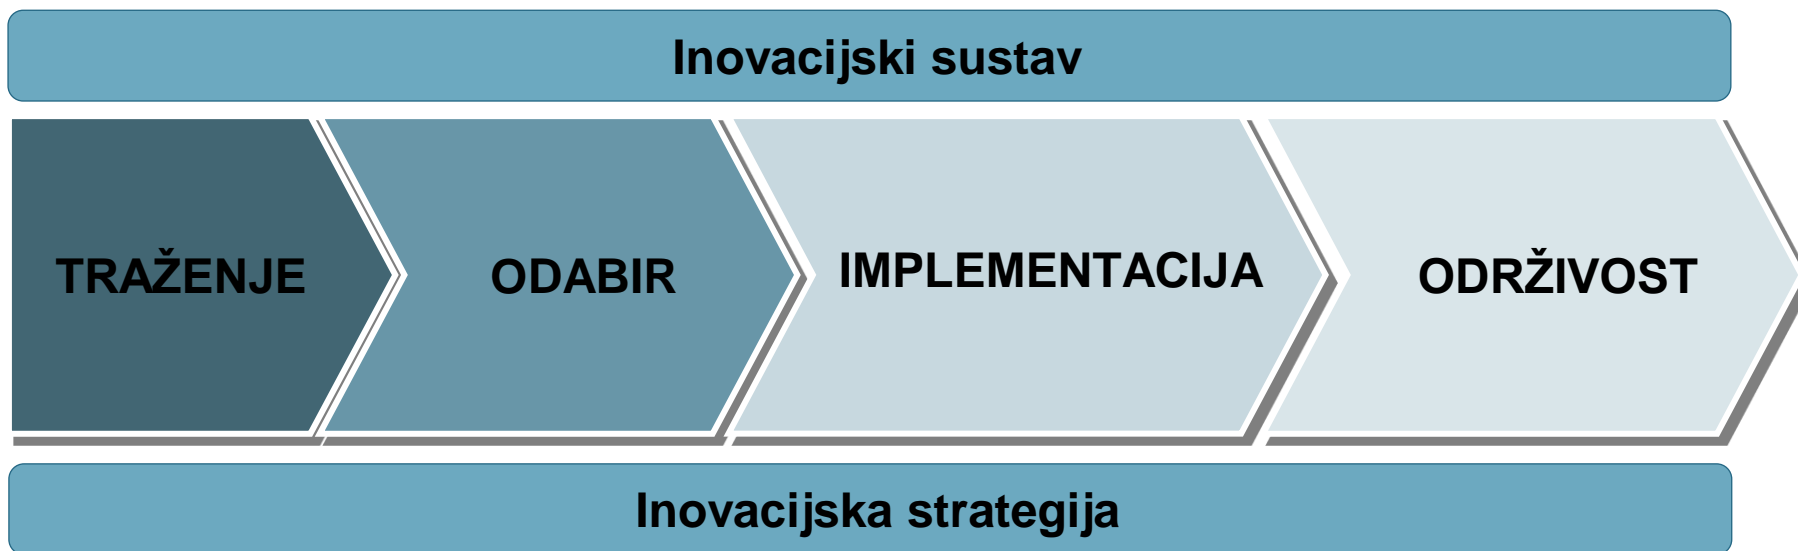 Inovacijski sustav
TRAŽENJE
ODABIR
IMPLEMENTACIJA
ODRŽIVOST
Inovacijska strategija